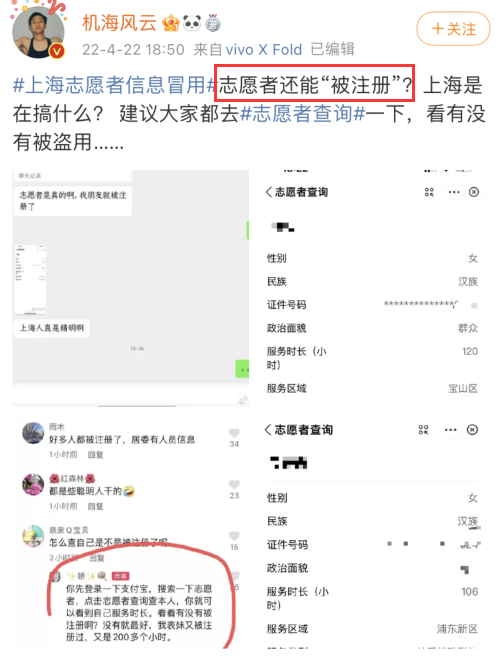 机海风云
22-4-22 18:50 来自 vivo X Fold 已编辑
+关注
#上海志愿者信息冒用#志愿者还能“被注册”？上海是
在搞什么？ 建议大家都去#志愿者查询#一下，看有没
有被盗用......
聊天记录
志愿者是真的啊，我朋友就被注
册了
上海人真是精明啊
雨木
好多人都被注册了，居委有人员信息
1小时前 回复
34
红森林
都是些聪明人干的
1小时前 回复
23
亲亲Q宝贝
怎么查自己是不是被注册了呢
3小时前 回复
15
娇 作者
你先登录一下支付宝，搜索一下志愿
者，点击志愿者查询查本人，你就可
以看到自己服务时长。看看有没有被
注册啊？没有就最好，我表妹又被注
册过，又是200多个小时。
志愿者查询
性别 女
民族 汉族
证件号码 **************
政治面貌 群众
服务时长（小 120
时）
服务区域 宝山区
志愿者查询
性别 女
民族 汉族
证件号码
政治面貌
服务时长（小 106
时）
服务区域 浦东新区